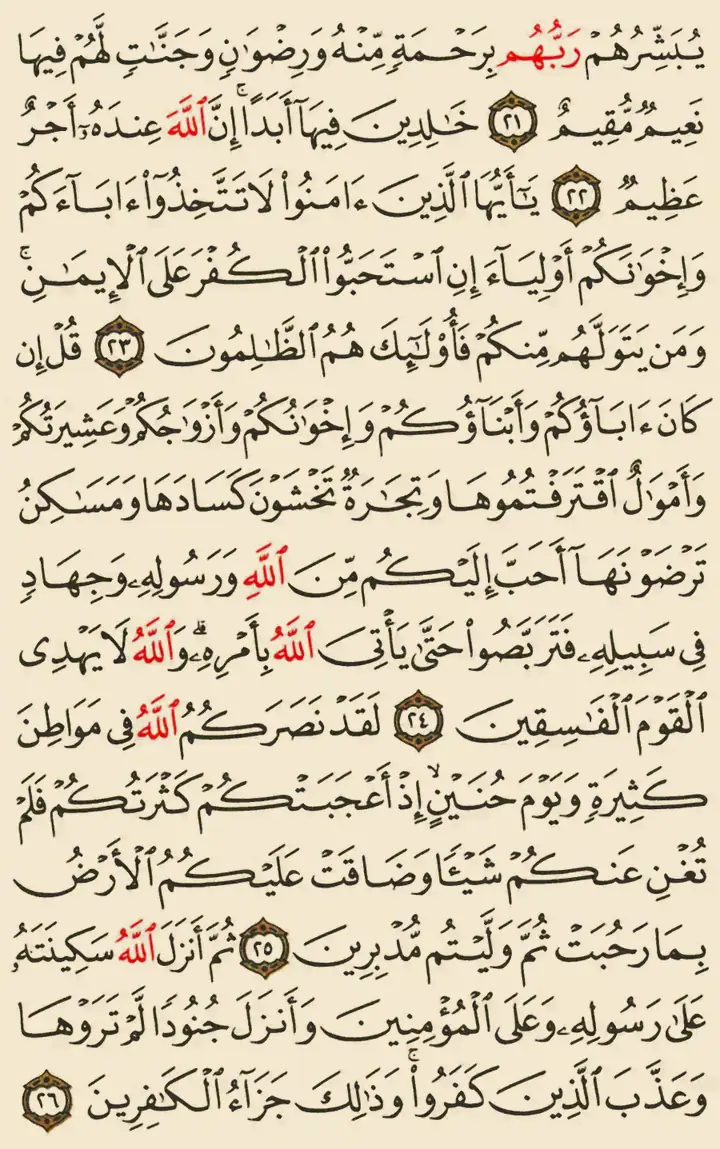 يُبَشِّرُهُمْ رَبُّهُم بِرَحْمَةٍ مِّنْهُ وَرِضْوَٰنٍ وَجَنَّٰتٍ لَّهُمْ فِيهَا
نَعِيمٌ مُّقِيمٌ ٢١ خَٰلِدِينَ فِيهَآ أَبَدًا ۚ إِنَّ ٱللَّهَ عِندَهُۥٓ أَجْرٌ
عَظِيمٌ ٢٢ يَٰٓأَيُّهَا ٱلَّذِينَ ءَامَنُوا۟ لَا تَتَّخِذُوٓا۟ ءَابَآءَكُمْ
وَإِخْوَٰنَكُمْ أَوْلِيَآءَ إِنِ ٱسْتَحَبُّوا۟ ٱلْكُفْرَ عَلَى ٱلْإِيمَٰنِ ۚ
وَمَن يَتَوَلَّهُم مِّنكُمْ فَأُو۟لَٰٓئِكَ هُمُ ٱلظَّٰلِمُونَ ٢٣ قُلْ إِن
كَانَ ءَابَآؤُكُمْ وَأَبْنَآؤُكُمْ وَإِخْوَٰنُكُمْ وَأَزْوَٰجُكُمْ وَعَشِيرَتُكُمْ
وَأَمْوَٰلٌ ٱقْتَرَفْتُمُوهَا وَتِجَٰرَةٌ تَخْشَوْنَ كَسَادَهَا وَمَسَٰكِنُ
تَرْضَوْنَهَآ أَحَبَّ إِلَيْكُم مِّنَ ٱللَّهِ وَرَسُولِهِۦ وَجِهَادٍ
فِى سَبِيلِهِۦ فَتَرَبَّصُوا۟ حَتَّىٰ يَأْتِىَ ٱللَّهُ بِأَمْرِهِۦ ۗ وَٱللَّهُ لَا يَهْدِى
ٱلْقَوْمَ ٱلْفَٰسِقِينَ ٢٤ لَقَدْ نَصَرَكُمُ ٱللَّهُ فِى مَوَاطِنَ
كَثِيرَةٍ وَيَوْمَ حُنَيْنٍ ۙ إِذْ أَعْجَبَتْكُمْ كَثْرَتُكُمْ فَلَمْ
تُغْنِ عَنكُمْ شَيْـًٔا وَضَاقَتْ عَلَيْكُمُ ٱلْأَرْضُ
بِمَا رَحُبَتْ ثُمَّ وَلَّيْتُم مُّدْبِرِينَ ٢٥ ثُمَّ أَنزَلَ ٱللَّهُ سَكِينَتَهُۥ
عَلَىٰ رَسُولِهِۦ وَعَلَى ٱلْمُؤْمِنِينَ وَأَنزَلَ جُنُودًا لَّمْ تَرَوْهَا
وَعَذَّبَ ٱلَّذِينَ كَفَرُوا۟ ۚ وَذَٰلِكَ جَزَآءُ ٱلْكَٰفِرِينَ ٢٦